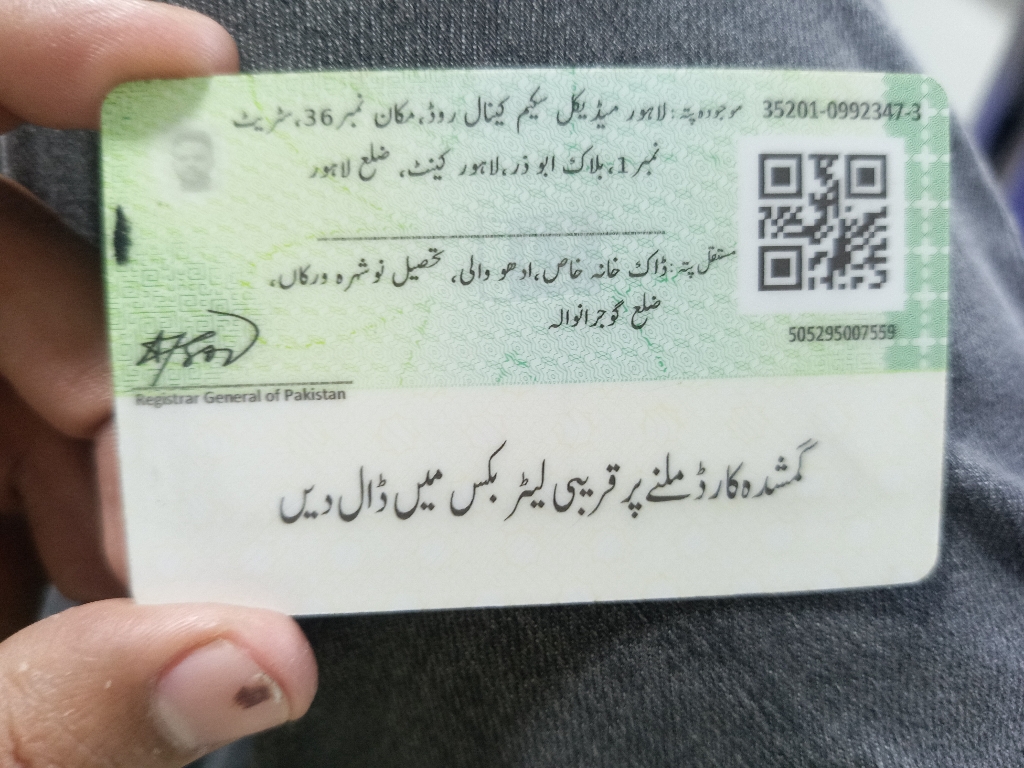 35201-0992347-3
موجودہ پتہ: لاہور میڈیکل سکیم کینال روڈ، مکان نمبر 36، سٹریٹ
نمبر 1، بلاک ابو ذر، لاہور کینٹ، ضلع لاہور
مستقل پتہ: ڈاک خانہ خاص، ادھو والی، تحصیل نوشہرہ ورکاں،
ضلع گوجرانوالہ
505295007559
Registrar General of Pakistan
گمشدہ کارڈ ملنے پر قریبی لیٹر بکس میں ڈال دیں